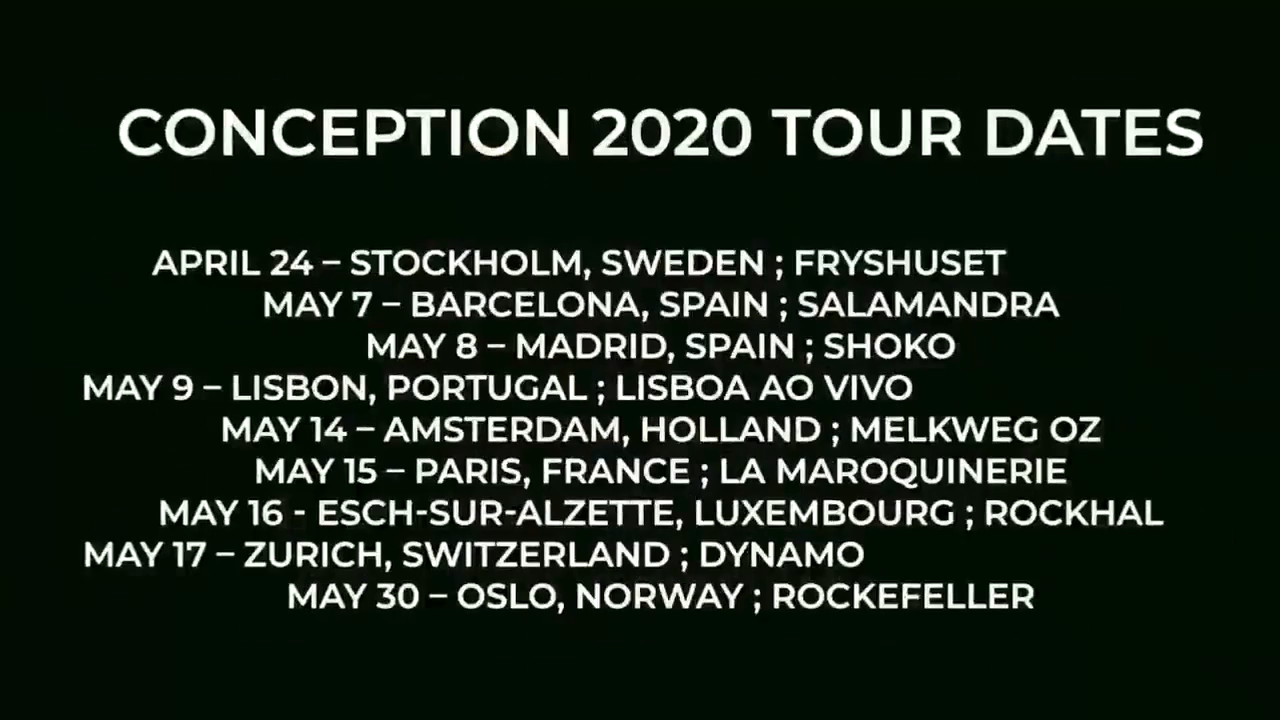 CONCEPTION 2020 TOUR DATES
APRIL 24 – STOCKHOLM, SWEDEN ; FRYSHUSET
MAY 7 – BARCELONA, SPAIN ; SALAMANDRA
MAY 8 – MADRID, SPAIN ; SHOKO
MAY 9 – LISBON, PORTUGAL ; LISBOA AO VIVO
MAY 14 – AMSTERDAM, HOLLAND ; MELKWEG OZ
MAY 15 – PARIS, FRANCE ; LA MAROQUINERIE
MAY 16 - ESCH-SUR-ALZETTE, LUXEMBOURG ; ROCKHAL
MAY 17 – ZURICH, SWITZERLAND ; DYNAMO
MAY 30 – OSLO, NORWAY ; ROCKEFELLER